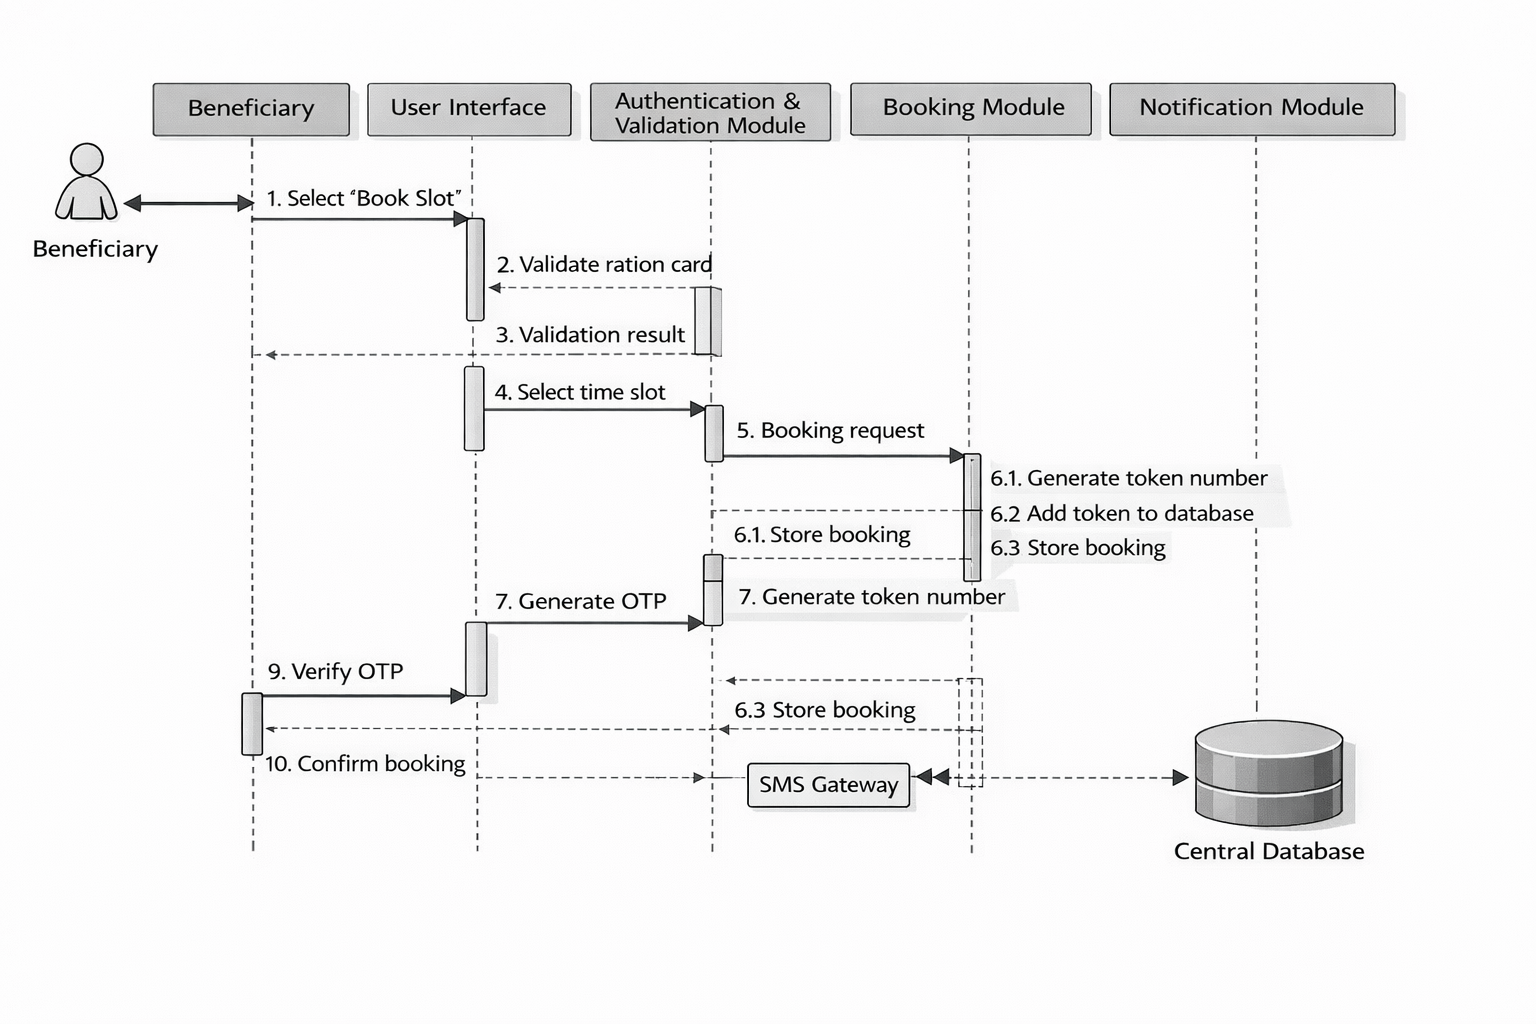 Beneficiary
User Interface
Authentication &
Validation Module
Booking Module
Notification Module
Beneficiary
1. Select ‘Book Slot”
2. Validate ration card
3. Validation result
4. Select time slot
5. Booking request
6.1. Generate token number
6.2 Add token to database
6.1. Store booking
6.3 Store booking
7. Generate OTP
7. Generate token number
9. Verify OTP
6.3 Store booking
10. Confirm booking
SMS Gateway
Central Database